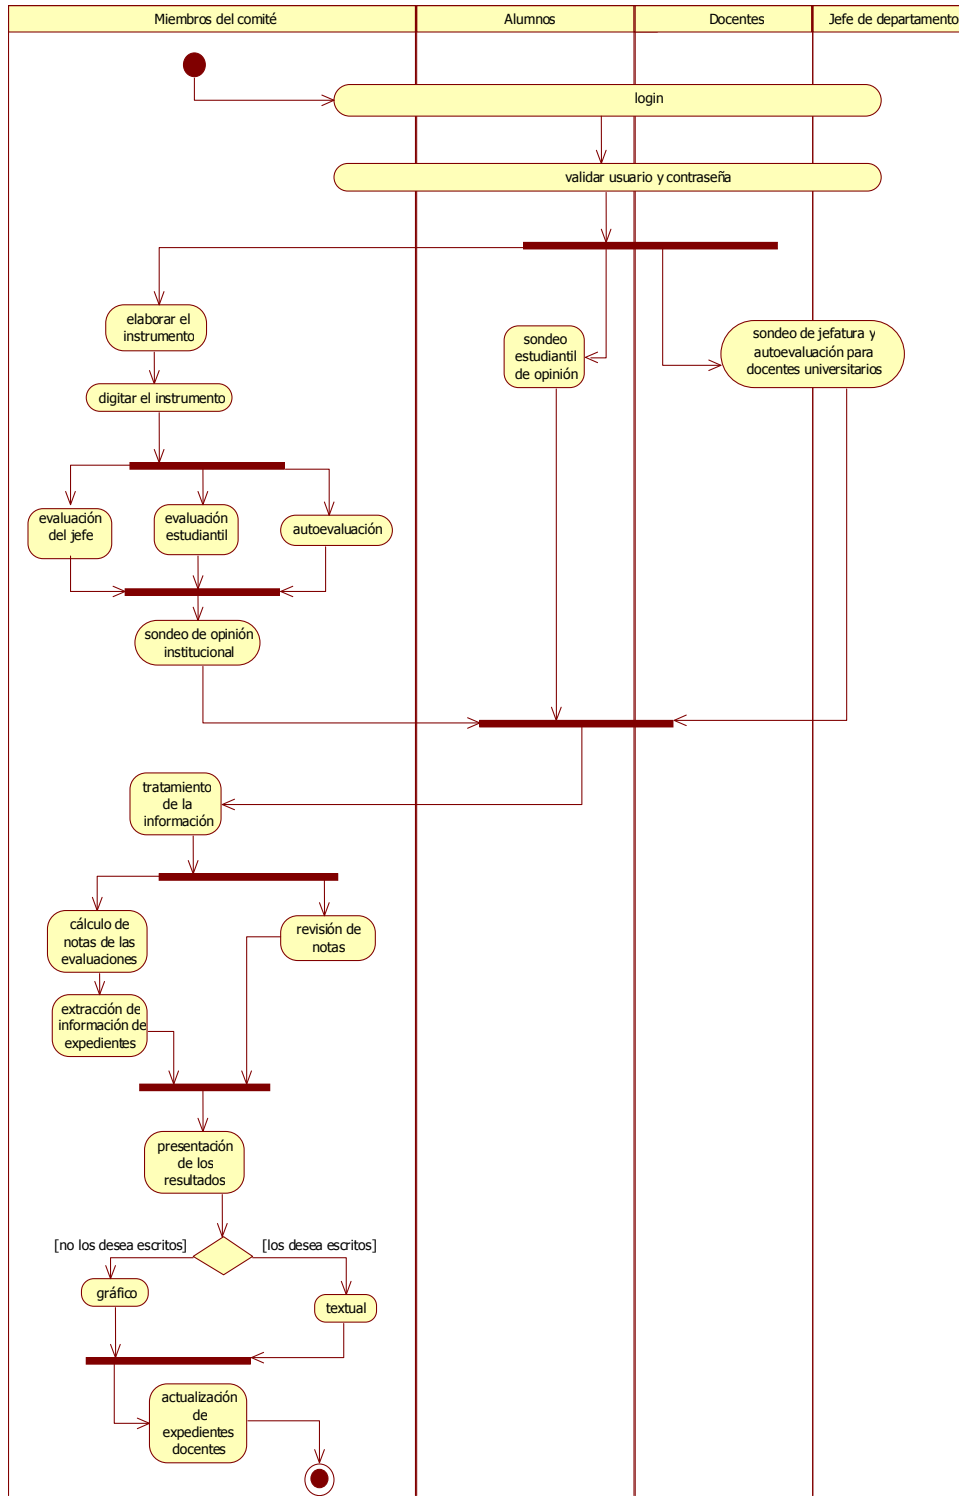 Miembros del comité
Alumnos
Docentes
Jefe de departamento
login
validar usuario y contraseña
elaborar el
instrumento
sondeo
estudiantil
de opinión
sondeo de jefatura y
autoevaluación para
docentes universitarios
digitar el instrumento
evaluación
del jefe
evaluación
estudiantil
autoevaluación
sondeo de opinión
institucional
tratamiento
de la
información
cálculo de
notas de las
evaluaciones
revisión de
notas
extracción de
información de
expedientes
presentación
de los
resultados
[no los desea escritos]
[los desea escritos]
gráfico
textual
actualización
de
expedientes
docentes